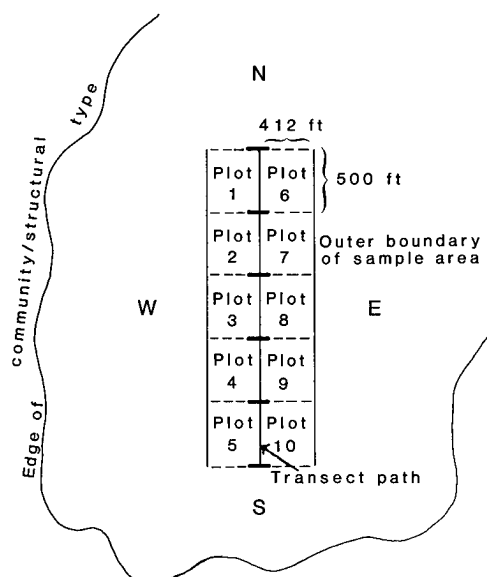 N
type
412 ft
Plot Plot
1 6
500 ft
Plot Plot
2 7
Outer boundary
of sample area
community/structural
W
Plot Plot
3 8
E
Plot Plot
4 9
Edge of
Plot Plot
5 10
Transect path
S